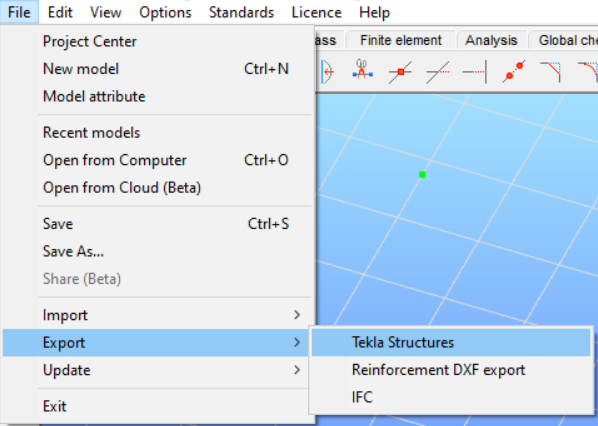 File Edit View Options Standards Licence Help
Finite element Analysis Global
Project Center
New model Ctrl+N
Model attribute
Recent models
Open from Computer Ctrl+O
Open from Cloud (Beta)
Save Ctrl+S
Save As...
Share (Beta)
Import
Export
Update
Exit
Tekla Structures
Reinforcement DXF export
IFC